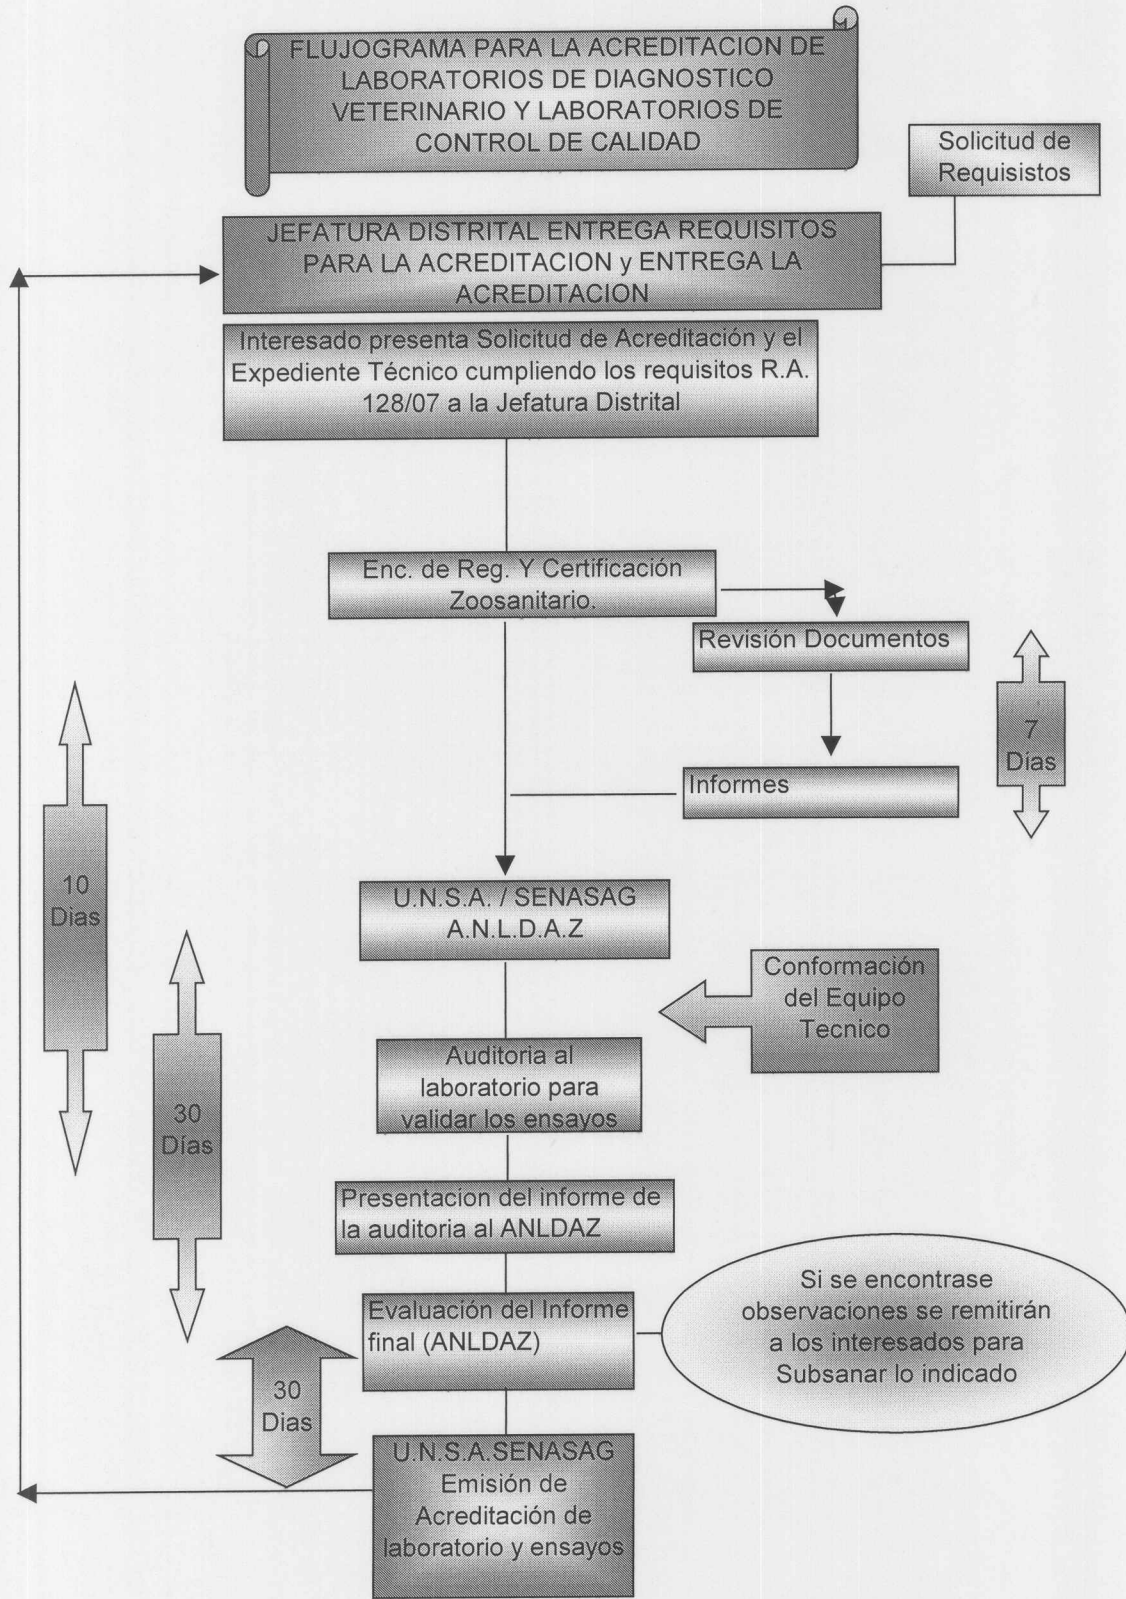 FLUJOGRAMA PARA LA ACREDITACION DE
LABORATORIOS DE DIAGNOSTICO
VETERINARIO Y LABORATORIOS DE
CONTROL DE CALIDAD
Solicitud de
Requisistos
JEFATURA DISTRITAL ENTREGA REQUISITOS
PARA LA ACREDITACION y ENTREGA LA
ACREDITACION
Interesado presenta Solicitud de Acreditación y el
Expediente Técnico cumpliendo los requisitos R.A.
128/07 a la Jefatura Distrital
Enc. de Reg. Y Certificación
Zoosanitario.
Revisión Documentos
7
Días
Informes
10
Dias
U.N.S.A. / SENASAG
A.N.L.D.A.Z
Conformación
del Equipo
Tecnico
Auditoria al
laboratorio para
validar los ensayos
30
Días
Presentacion del informe de
la auditoria al ANLDAZ
Evaluación del Informe
final (ANLDAZ)
Si se encontrase
observaciones se remitirán
a los interesados para
Subsanar lo indicado
30
Dias
U.N.S.A.SENASAG
Emisión de
Acreditación de
laboratorio y ensayos